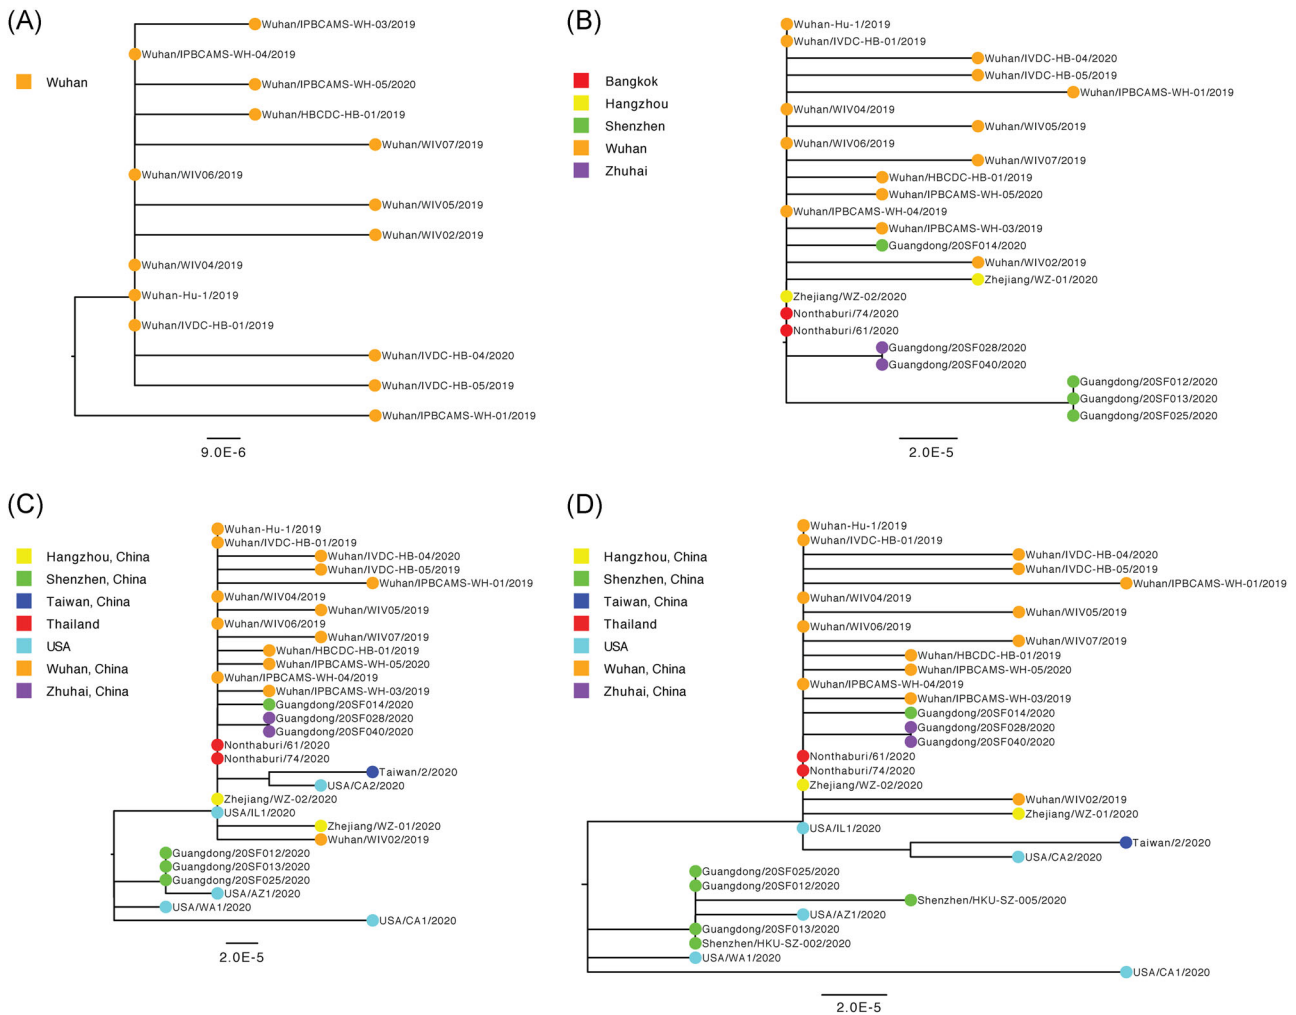 (A)
Wuhan
Wuhan/IPBCAMS-WH-03/2019
Wuhan/IPBCAMS-WH-04/2019
Wuhan/IPBCAMS-WH-05/2020
Wuhan/HBCDC-HB-01/2019
Wuhan/WIV07/2019
Wuhan/WIV06/2019
Wuhan/WIV05/2019
Wuhan/WIV02/2019
Wuhan/WIV04/2019
Wuhan-Hu-1/2019
Wuhan/IVDC-HB-01/2019
Wuhan/IVDC-HB-04/2020
Wuhan/IVDC-HB-05/2019
Wuhan/IPBCAMS-WH-01/2019
9.0E-6
(B)
Bangkok
Hangzhou
Shenzhen
Wuhan
Zhuhai
Wuhan-Hu-1/2019
Wuhan/IVDC-HB-01/2019
Wuhan/IVDC-HB-04/2020
Wuhan/IVDC-HB-05/2019
Wuhan/IPBCAMS-WH-01/2019
Wuhan/WIV04/2019
Wuhan/WIV05/2019
Wuhan/WIV06/2019
Wuhan/WIV07/2019
Wuhan/HBCDC-HB-01/2019
Wuhan/IPBCAMS-WH-05/2020
Wuhan/IPBCAMS-WH-04/2019
Wuhan/IPBCAMS-WH-03/2019
Guangdong/20SF014/2020
Wuhan/WIV02/2019
Zhejiang/WZ-01/2020
Zhejiang/WZ-02/2020
Nonthaburi/74/2020
Nonthaburi/61/2020
Guangdong/20SF028/2020
Guangdong/20SF040/2020
Guangdong/20SF012/2020
Guangdong/20SF013/2020
Guangdong/20SF025/2020
2.0E-5
(C)
Hangzhou, China
Shenzhen, China
Taiwan, China
Thailand
USA
Wuhan, China
Zhuhai, China
Wuhan-Hu-1/2019
Wuhan/IVDC-HB-01/2019
Wuhan/IVDC-HB-04/2020
Wuhan/IVDC-HB-05/2019
Wuhan/IPBCAMS-WH-01/2019
Wuhan/WIV04/2019
Wuhan/WIV05/2019
Wuhan/WIV06/2019
Wuhan/WIV07/2019
Wuhan/HBCDC-HB-01/2019
Wuhan/IPBCAMS-WH-05/2020
Wuhan/IPBCAMS-WH-04/2019
Wuhan/IPBCAMS-WH-03/2019
Guangdong/20SF014/2020
Guangdong/20SF028/2020
Guangdong/20SF040/2020
Nonthaburi/61/2020
Nonthaburi/74/2020
Taiwan/2/2020
USA/CA2/2020
Zhejiang/WZ-02/2020
USA/IL1/2020
Zhejiang/WZ-01/2020
Wuhan/WIV02/2019
Guangdong/20SF012/2020
Guangdong/20SF013/2020
Guangdong/20SF025/2020
USA/AZ1/2020
USA/WA1/2020
USA/CA1/2020
2.0E-5
(D)
Hangzhou, China
Shenzhen, China
Taiwan, China
Thailand
USA
Wuhan, China
Zhuhai, China
Wuhan-Hu-1/2019
Wuhan/IVDC-HB-01/2019
Wuhan/IVDC-HB-04/2020
Wuhan/IVDC-HB-05/2019
Wuhan/IPBCAMS-WH-01/2019
Wuhan/WIV04/2019
Wuhan/WIV05/2019
Wuhan/WIV06/2019
Wuhan/WIV07/2019
Wuhan/HBCDC-HB-01/2019
Wuhan/IPBCAMS-WH-05/2020
Wuhan/IPBCAMS-WH-04/2019
Wuhan/IPBCAMS-WH-03/2019
Guangdong/20SF014/2020
Guangdong/20SF028/2020
Guangdong/20SF040/2020
Nonthaburi/61/2020
Nonthaburi/74/2020
Zhejiang/WZ-02/2020
Wuhan/WIV02/2019
Zhejiang/WZ-01/2020
USA/IL1/2020
Taiwan/2/2020
USA/CA2/2020
Guangdong/20SF025/2020
Guangdong/20SF012/2020
Shenzhen/HKU-SZ-005/2020
USA/AZ1/2020
Guangdong/20SF013/2020
Shenzhen/HKU-SZ-002/2020
USA/WA1/2020
USA/CA1/2020
2.0E-5